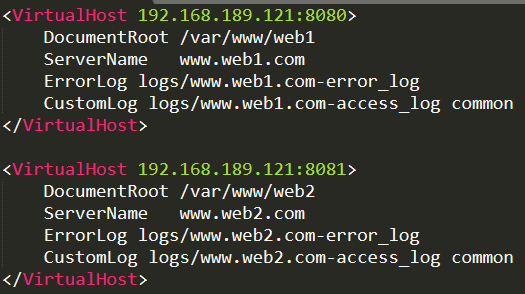 <VirtualHost 192.168.189.121:8080>
    DocumentRoot /var/www/web1
    ServerName   www.web1.com
    ErrorLog logs/www.web1.com-error_log
    CustomLog logs/www.web1.com-access_log common
</VirtualHost>

<VirtualHost 192.168.189.121:8081>
    DocumentRoot /var/www/web2
    ServerName   www.web2.com
    ErrorLog logs/www.web2.com-error_log
    CustomLog logs/www.web2.com-access_log common
</VirtualHost>